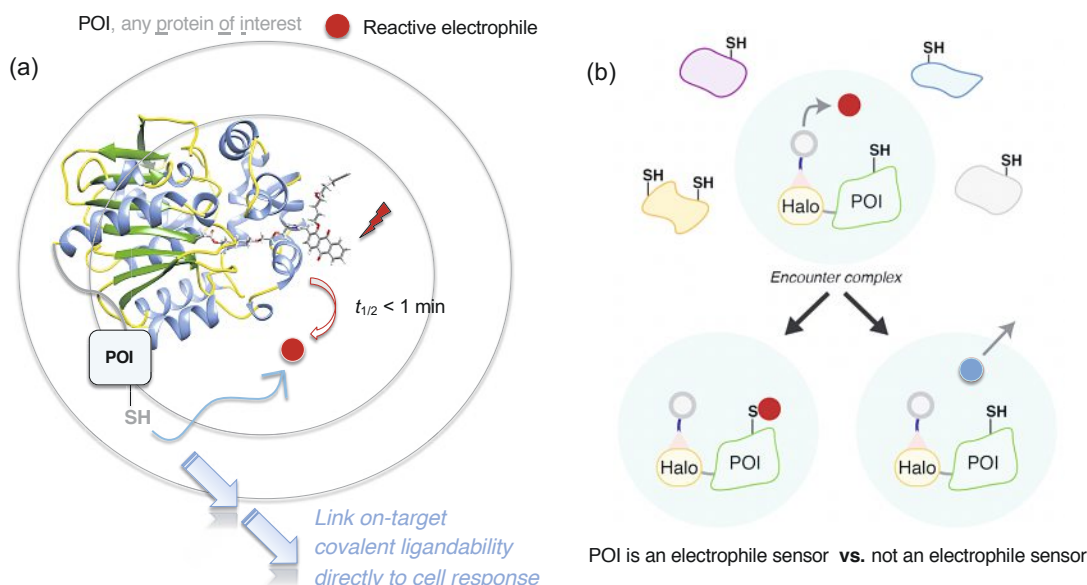 POI, any protein of interest
Reactive electrophile
(a)
t1/2 < 1 min
POI
SH
Link on-target
covalent ligandability
directly to cell response
(b)
SH
SH
SH
SH
SH
SH
Halo
POI
Encounter complex
S
Halo
POI
SH
Halo
POI
POI is an electrophile sensor vs. not an electrophile sensor